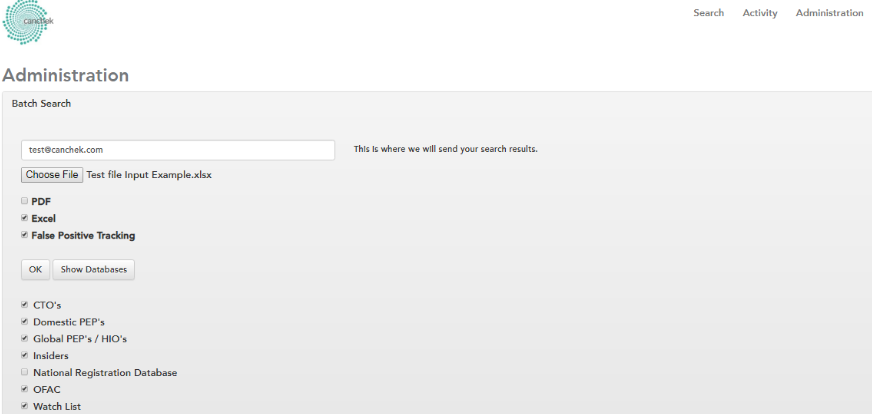 canchek
Search Activity Administration
Administration
Batch Search
test@canchek.com This is where we will send your search results.
Choose File Test file Input Example.xlsx
PDF
Excel
False Positive Tracking
OK Show Databases
CTO's
Domestic PEP's
Global PEP's / HIO's
Insiders
National Registration Database
OFAC
Watch List